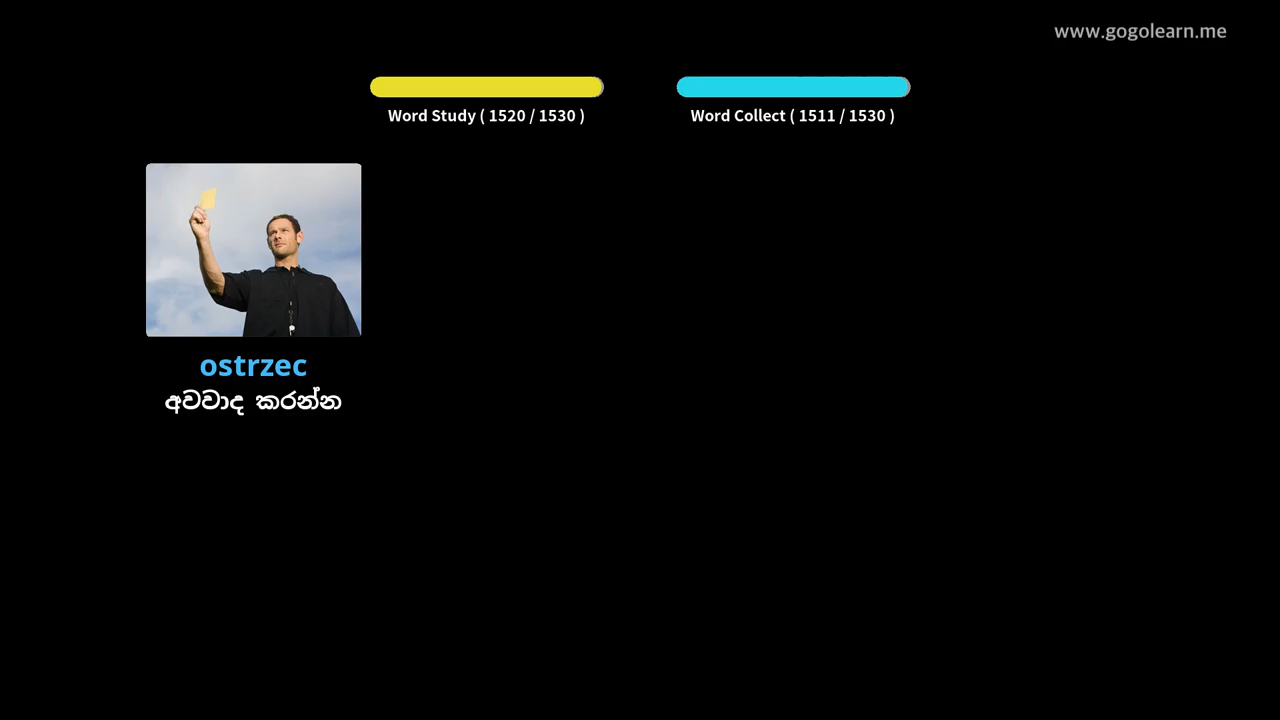 www.gogolearn.me
Word Study ( 1520 / 1530 )
Word Collect ( 1511 / 1530 )
ostrzec
අවවාද කරන්න